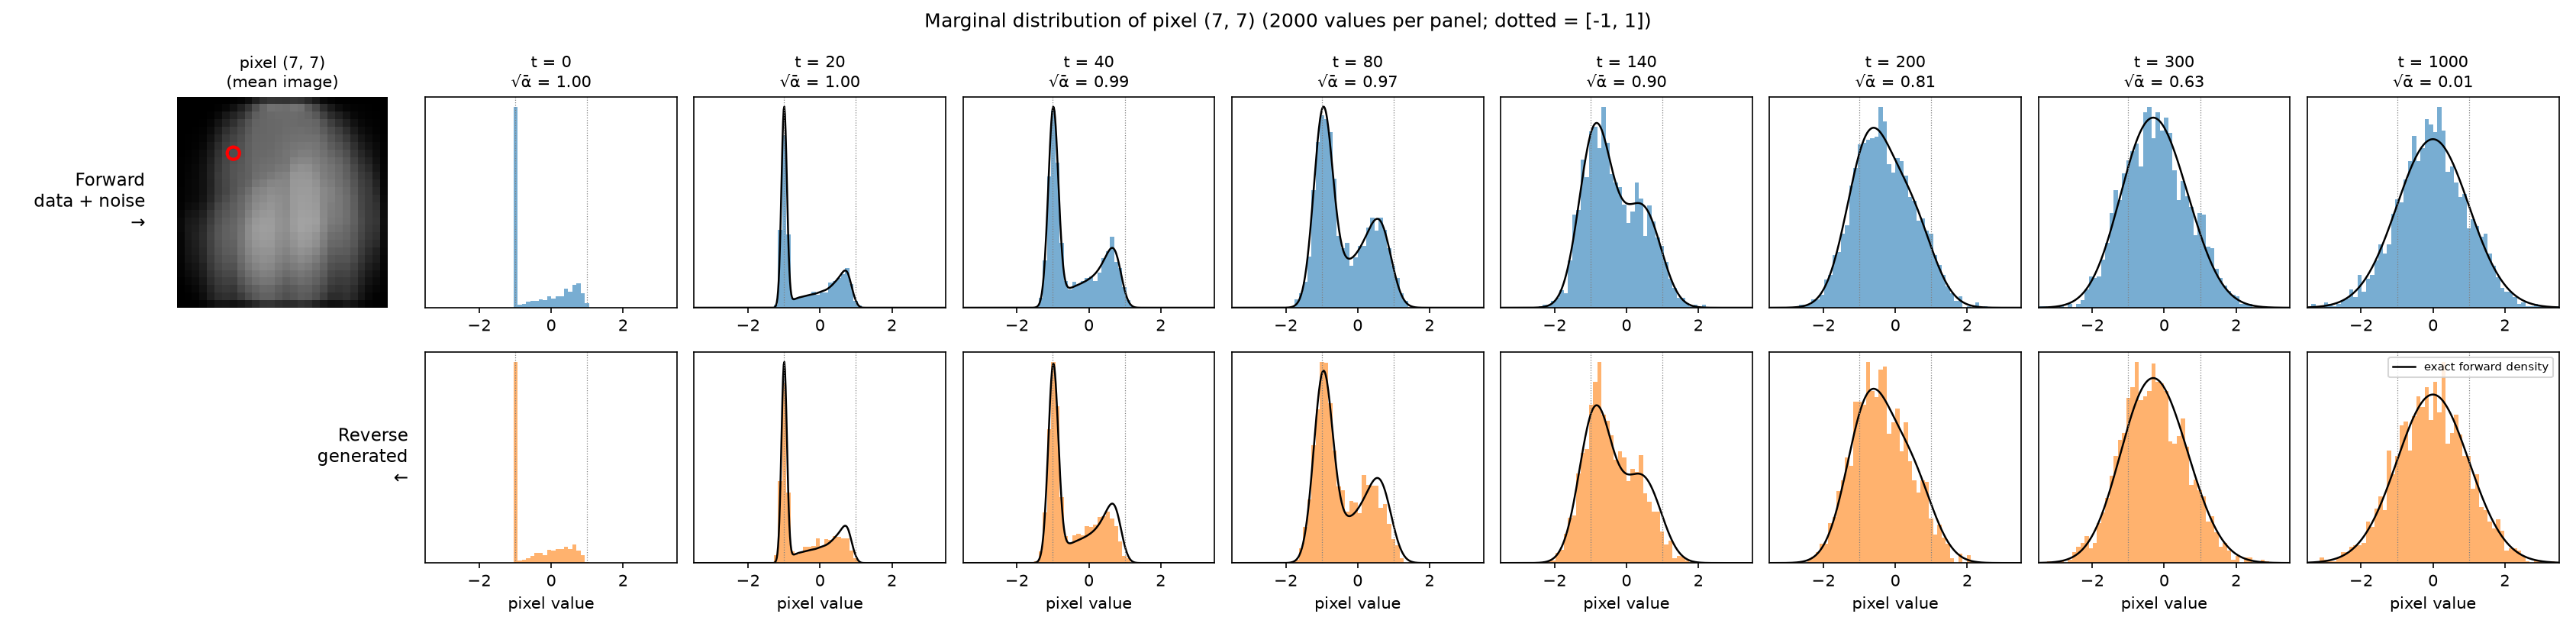 Marginal distribution of pixel (7, 7) (2000 values per panel; dotted = [-1, 1])
pixel (7, 7)
(mean image)
t = 0
√ᾱ = 1.00
t = 20
√ᾱ = 1.00
t = 40
√ᾱ = 0.99
t = 80
√ᾱ = 0.97
t = 140
√ᾱ = 0.90
t = 200
√ᾱ = 0.81
t = 300
√ᾱ = 0.63
t = 1000
√ᾱ = 0.01
Forward
data + noise
→
−2 0 2
−2 0 2
−2 0 2
−2 0 2
−2 0 2
−2 0 2
−2 0 2
−2 0 2
Reverse
generated
←
exact forward density
−2 0 2
−2 0 2
−2 0 2
−2 0 2
−2 0 2
−2 0 2
−2 0 2
−2 0 2
pixel value
pixel value
pixel value
pixel value
pixel value
pixel value
pixel value
pixel value